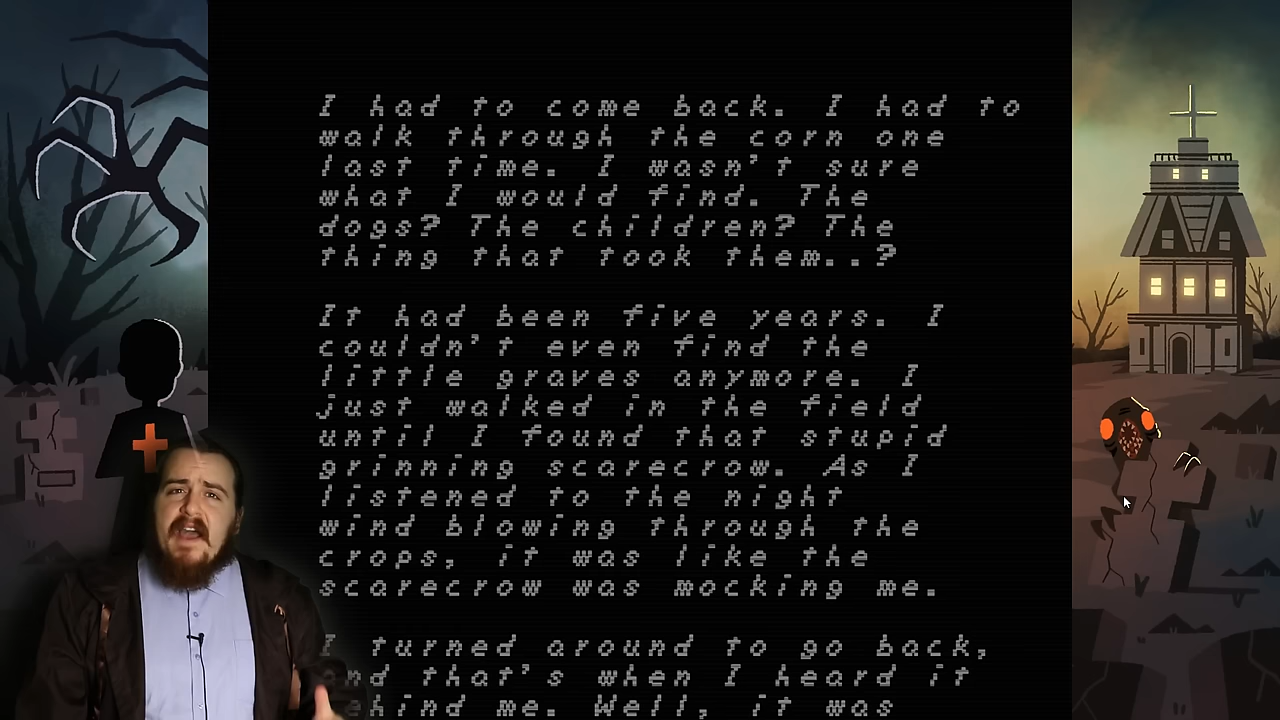 I had to come back. I had to
walk through the corn one
last time. I wasn't sure
what I would find. The
dogs? The children? The
thing that took them..?
It had been five years. I
couldn't even find the
little graves anymore. I
just walked in the field
until I found that stupid
grinning scarecrow. As I
listened to the night
wind blowing through the
crops, it was like the
scarecrow was mocking me.
I turned around to go back,
and that's when I heard it
behind me. Well, it was